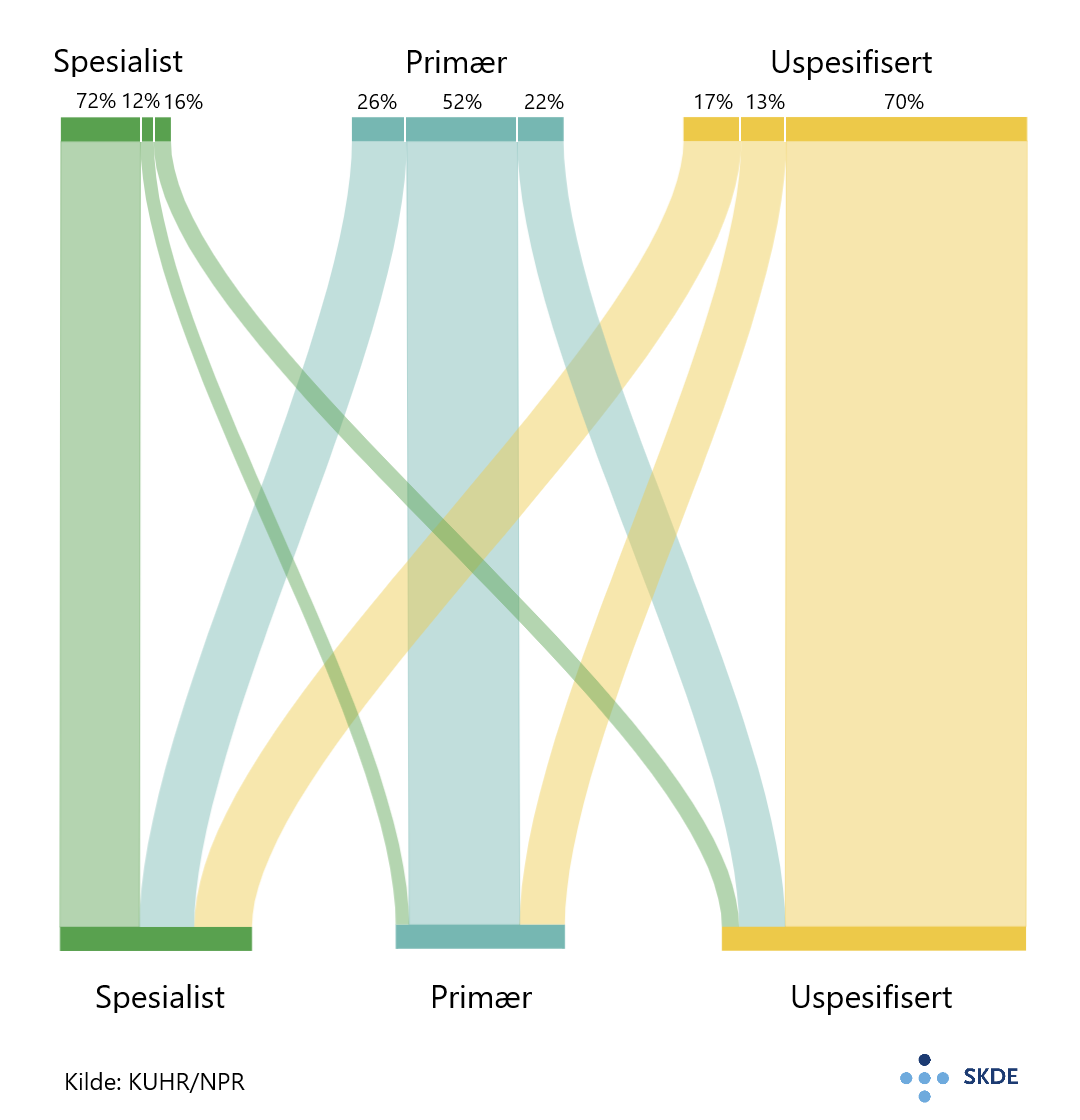 Spesialist Primær Uspesifisert
72% 12% 16% 26% 52% 22% 17% 13% 70%
Spesialist Primær Uspesifisert
Kilde: KUHR/NPR
SKDE